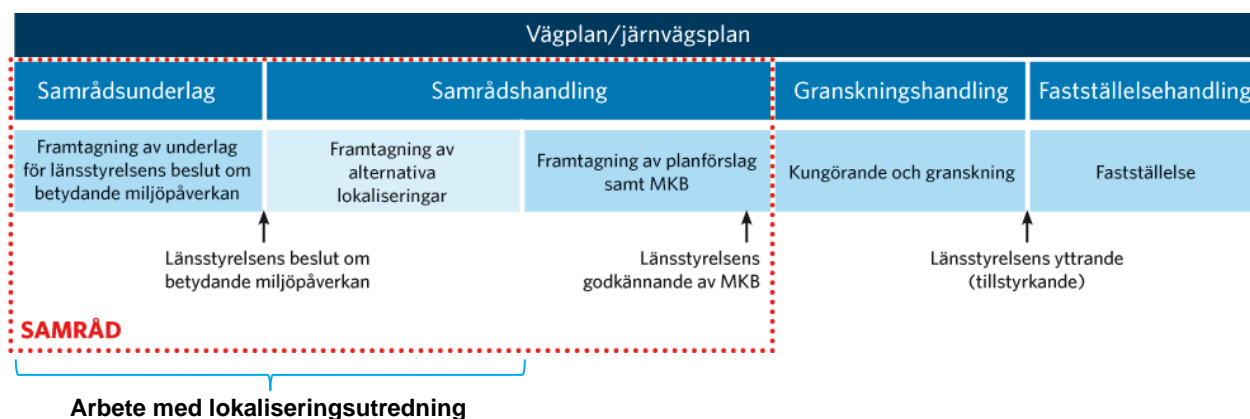 Vägplan/järnvägsplan
Samrådsunderlag
Samrådshandling
Granskningshandling
Fastställelsehandling
Framtagning av underlag
för länsstyrelsens beslut om
betydande miljöpåverkan
Framtagning av
alternativa
lokaliseringar
Framtagning av planförslag
samt MKB
Kungörande och granskning
Fastställelse
Länsstyrelsens beslut om
betydande miljöpåverkan
Länsstyrelsens
godkännande av MKB
Länsstyrelsens yttrande
(tillstyrkande)
SAMRÅD
Arbete med lokaliseringsutredning